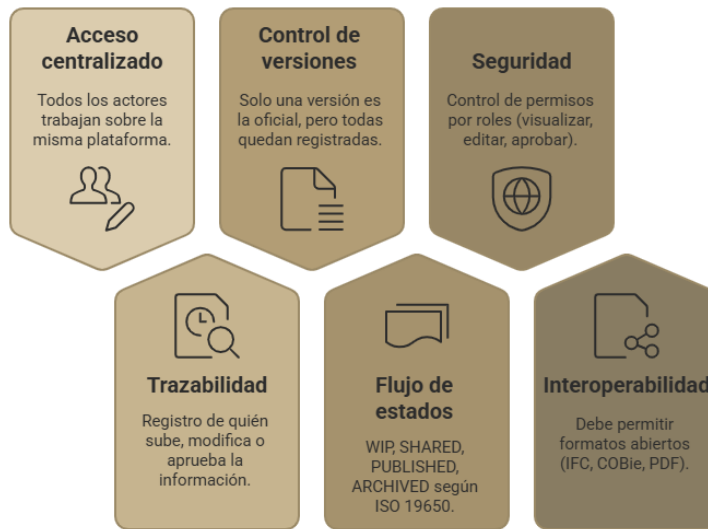 Acceso
centralizado
Todos los actores
trabajan sobre la
misma plataforma.
Control de
versiones
Solo una versión es
la oficial, pero todas
quedan registradas.
Seguridad
Control de permisos
por roles (visualizar,
editar, aprobar).
Trazabilidad
Registro de quién
sube, modifica o
aprueba la
información.
Flujo de
estados
WIP, SHARED,
PUBLISHED,
ARCHIVED según
ISO 19650.
Interoperabilidad
Debe permitir
formatos abiertos
(IFC, COBie, PDF).